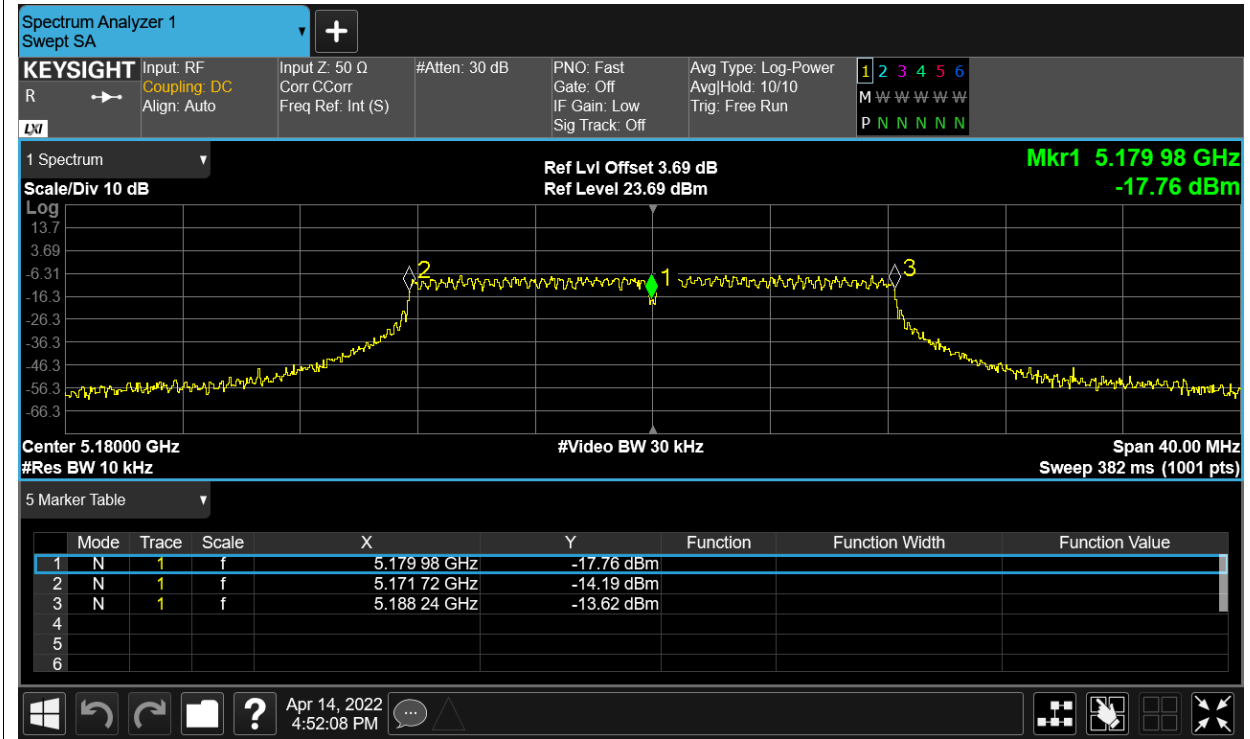 Spectrum Analyzer 1
Swept SA
KEYSIGHT
R
LXI
Input: RF
Coupling: DC
Align: Auto
Input Z: 50 Ω
Corr CCorr
Freq Ref: Int (S)
#Atten: 30 dB
PNO: Fast
Gate: Off
IF Gain: Low
Sig Track: Off
Avg Type: Log-Power
Avg|Hold: 10/10
Trig: Free Run
1 2 3 4 5 6
M W W W W W
P N N N N N
1 Spectrum
Scale/Div 10 dB
Ref Lvl Offset 3.69 dB
Ref Level 23.69 dBm
Mkr1 5.179 98 GHz
-17.76 dBm
Log
13.7
3.69
-6.31
-16.3
-26.3
-36.3
-46.3
-56.3
-66.3
2
1
3
Center 5.18000 GHz
#Video BW 30 kHz
Span 40.00 MHz
#Res BW 10 kHz
Sweep 382 ms (1001 pts)
5 Marker Table
Mode Trace Scale X Y Function Function Width Function Value
1 N 1 f 5.179 98 GHz -17.76 dBm
2 N 1 f 5.171 72 GHz -14.19 dBm
3 N 1 f 5.188 24 GHz -13.62 dBm
4
5
6
?
Apr 14, 2022
4:52:08 PM